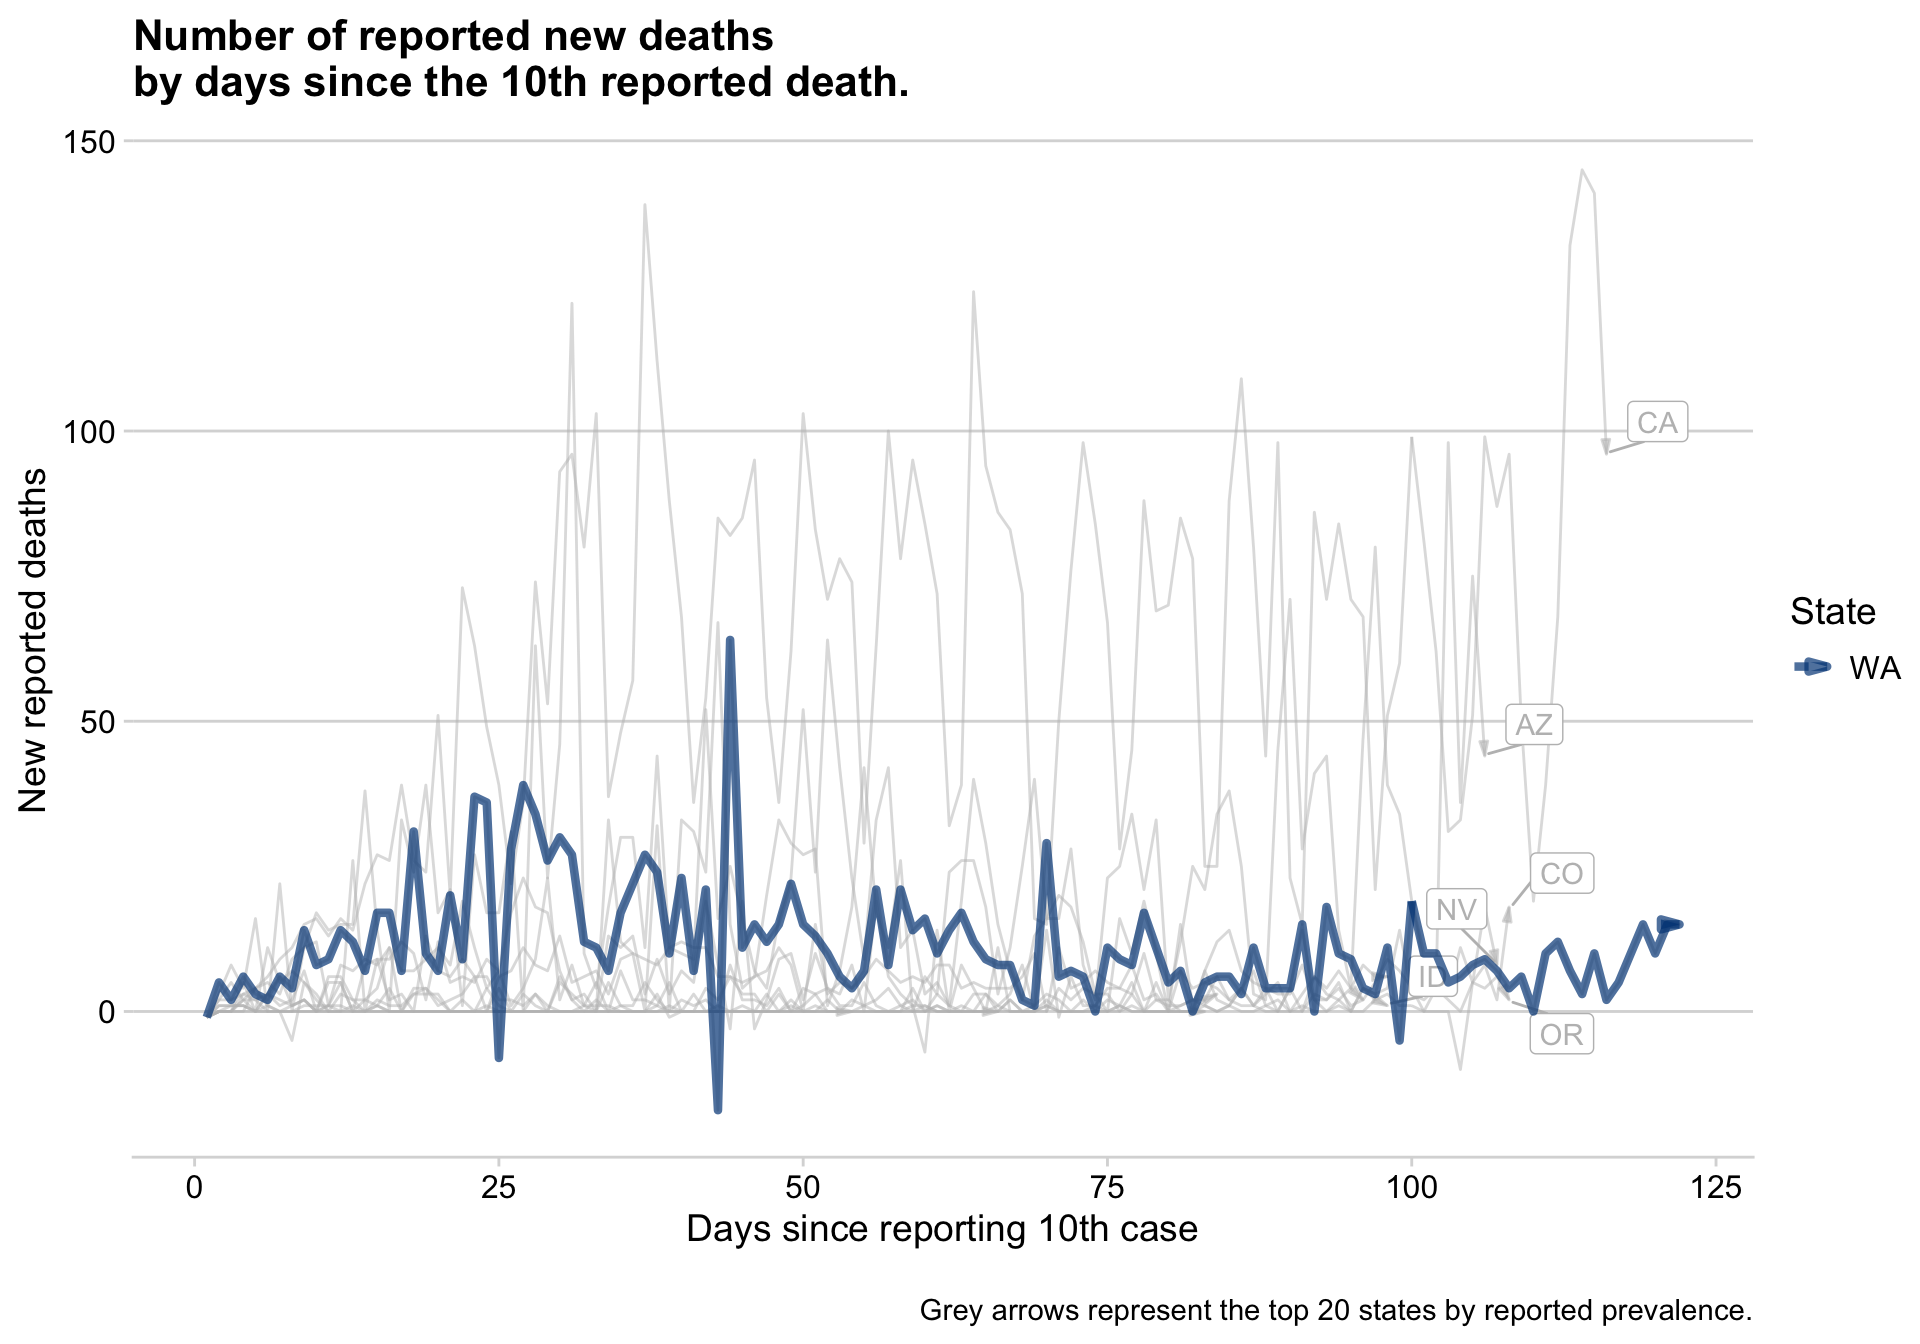 Number of reported new deaths
by days since the 10th reported death.
New reported deaths
150
100
50
0
CA
AZ
CO
NV
ID
OR
State
WA
0 25 50 75 100 125
Days since reporting 10th case
Grey arrows represent the top 20 states by reported prevalence.